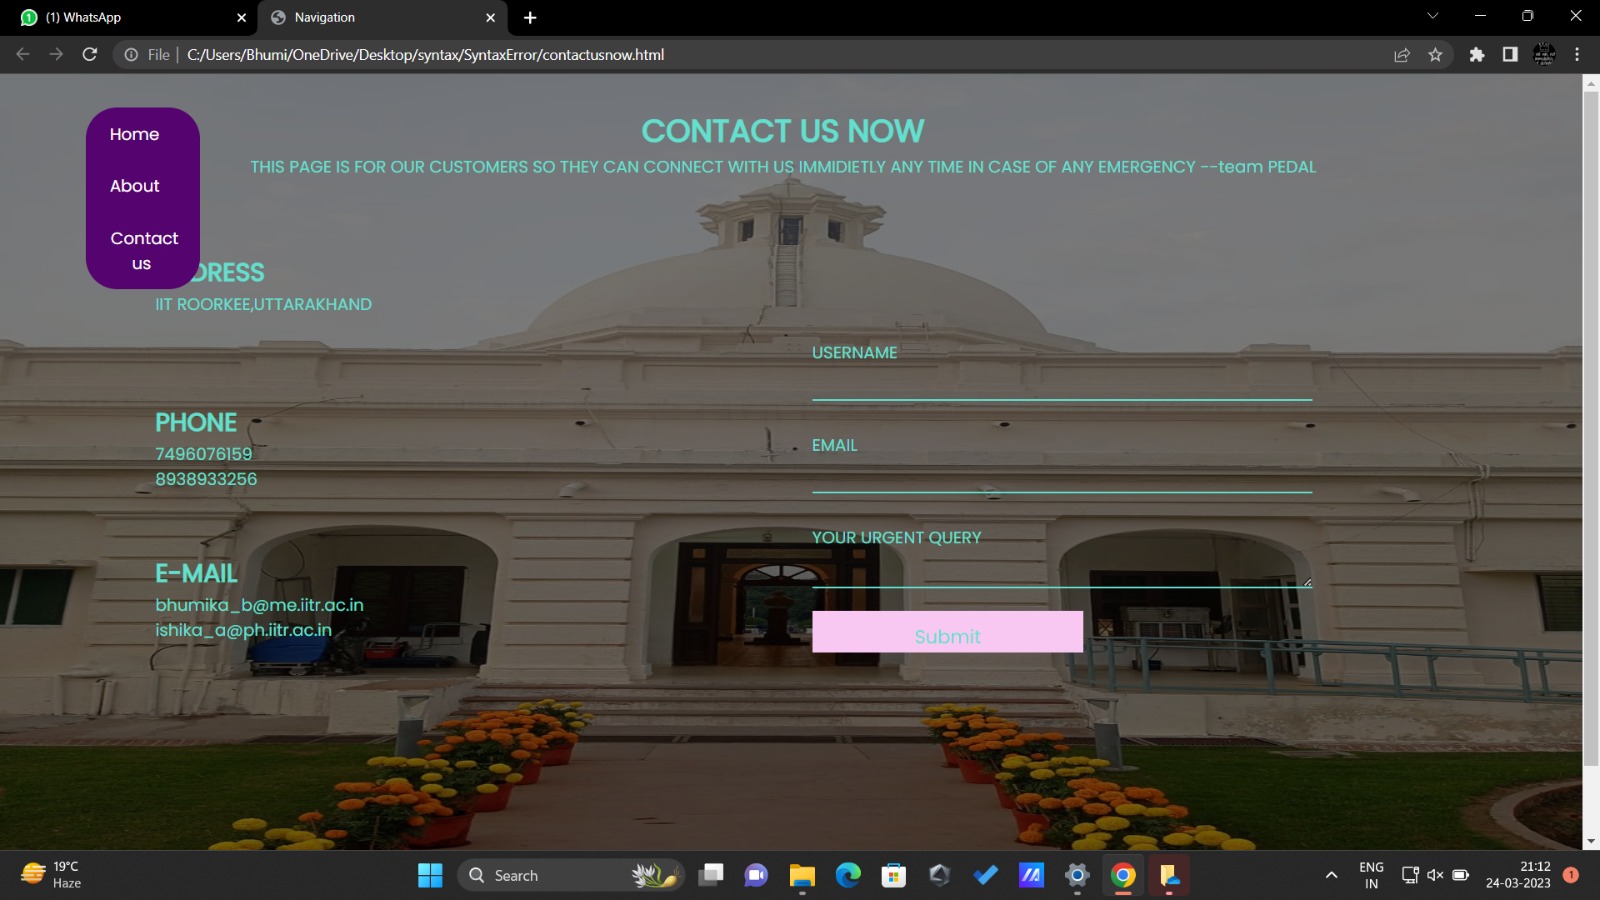 (1) WhatsApp
Navigation
File
C:/Users/Bhumi/OneDrive/Desktop/syntax/SyntaxError/contactusnow.html
Home
About
Contact
us
CONTACT US NOW
THIS PAGE IS FOR OUR CUSTOMERS SO THEY CAN CONNECT WITH US IMMIDIETLY ANY TIME IN CASE OF ANY EMERGENCY --team PEDAL
DRESS
IIT ROORKEE,UTTARAKHAND
PHONE
7496076159
8938933256
E-MAIL
bhumika_b@me.iitr.ac.in
ishika_a@ph.iitr.ac.in
USERNAME
EMAIL
YOUR URGENT QUERY
Submit
19°C
Haze
Search
ENG
IN
21:12
24-03-2023
1